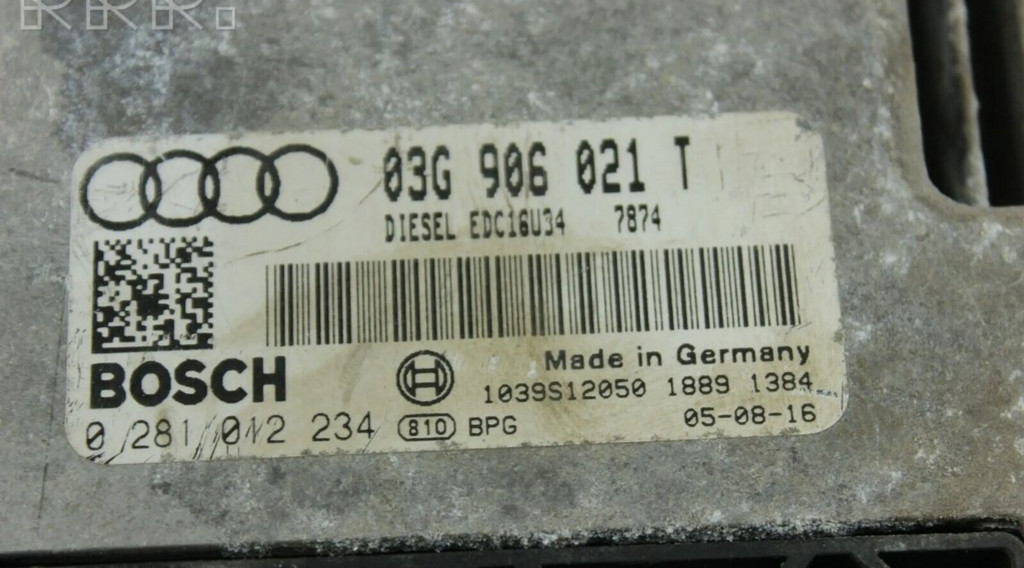 RRR.
03G 906 021 T
DIESEL EDC16U34 7874
BOSCH
Made in Germany
1039S12050 1889 1384
0 281 012 234 810 BPG
05-08-16